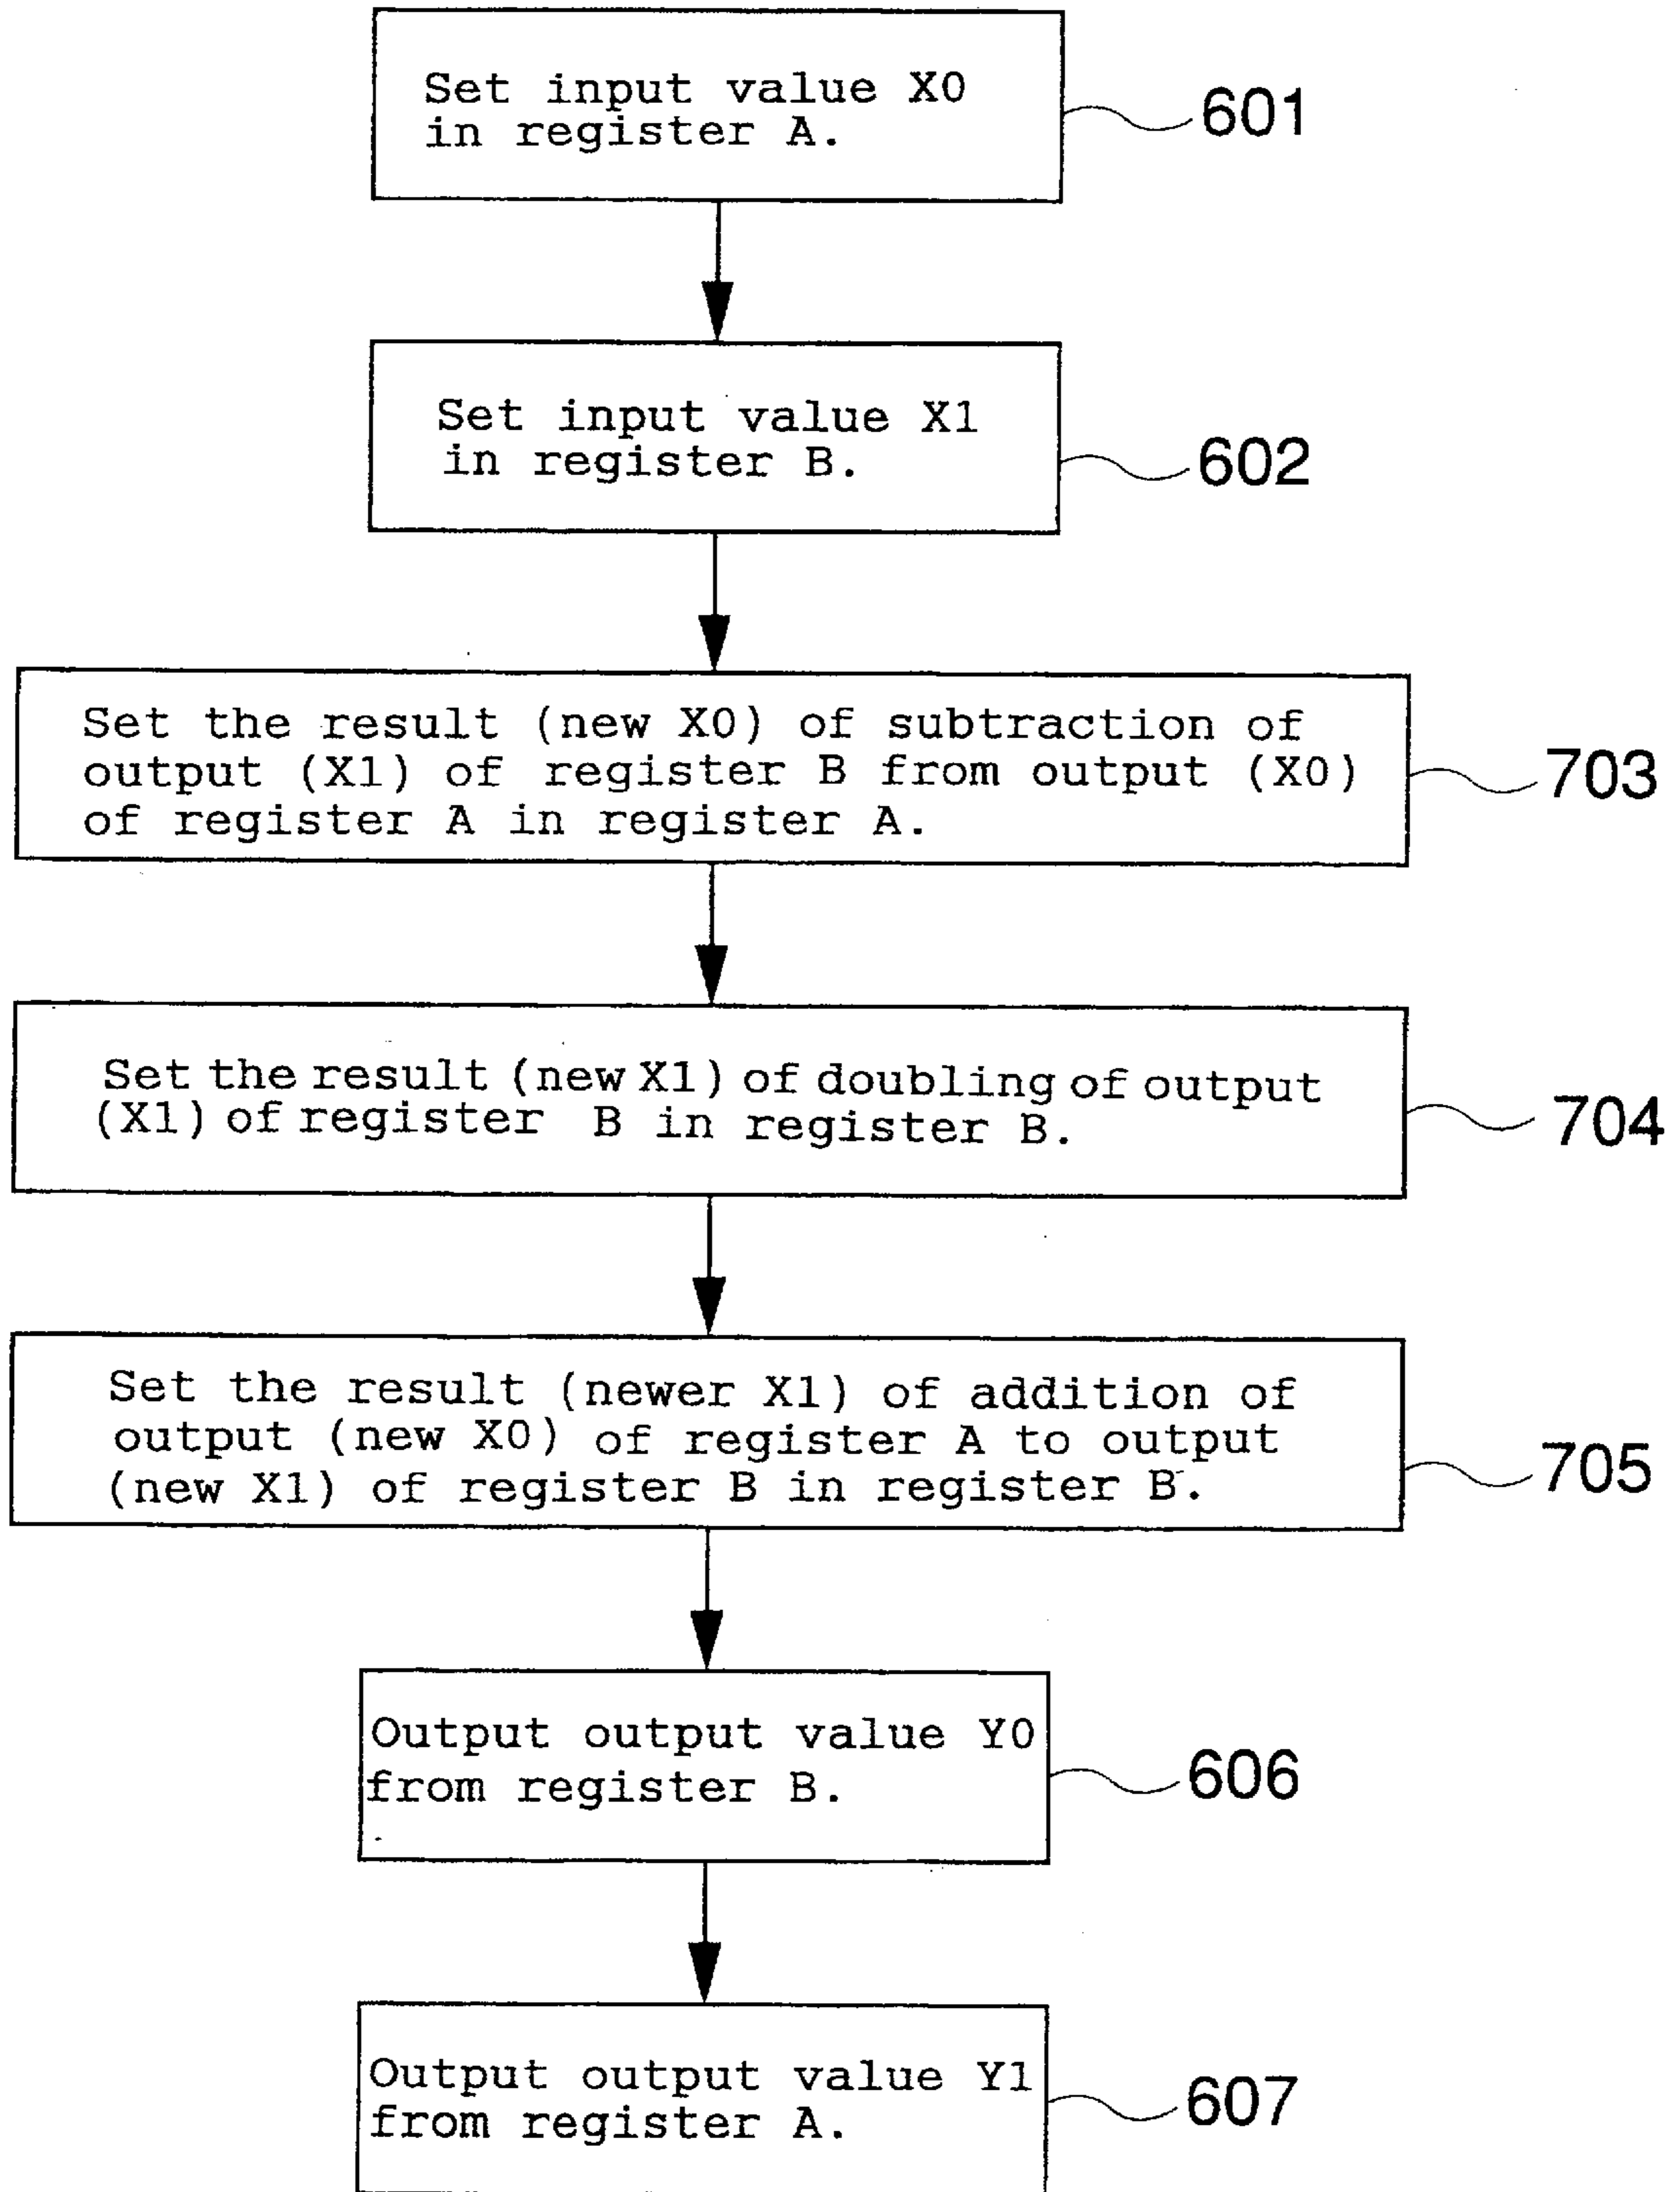 Set input value X0
in register A.
601
Set input value X1
in register B.
602
Set the result (new X0) of subtraction of
output (X1) of register B from output (X0)
of register A in register A.
703
Set the result (new X1) of doubling of output
(X1) of register B in register B.
704
Set the result (newer X1) of addition of
output (new X0) of register A to output
(new X1) of register B in register B.
705
Output output value Y0
from register B.
606
Output output value Y1
from register A.
607